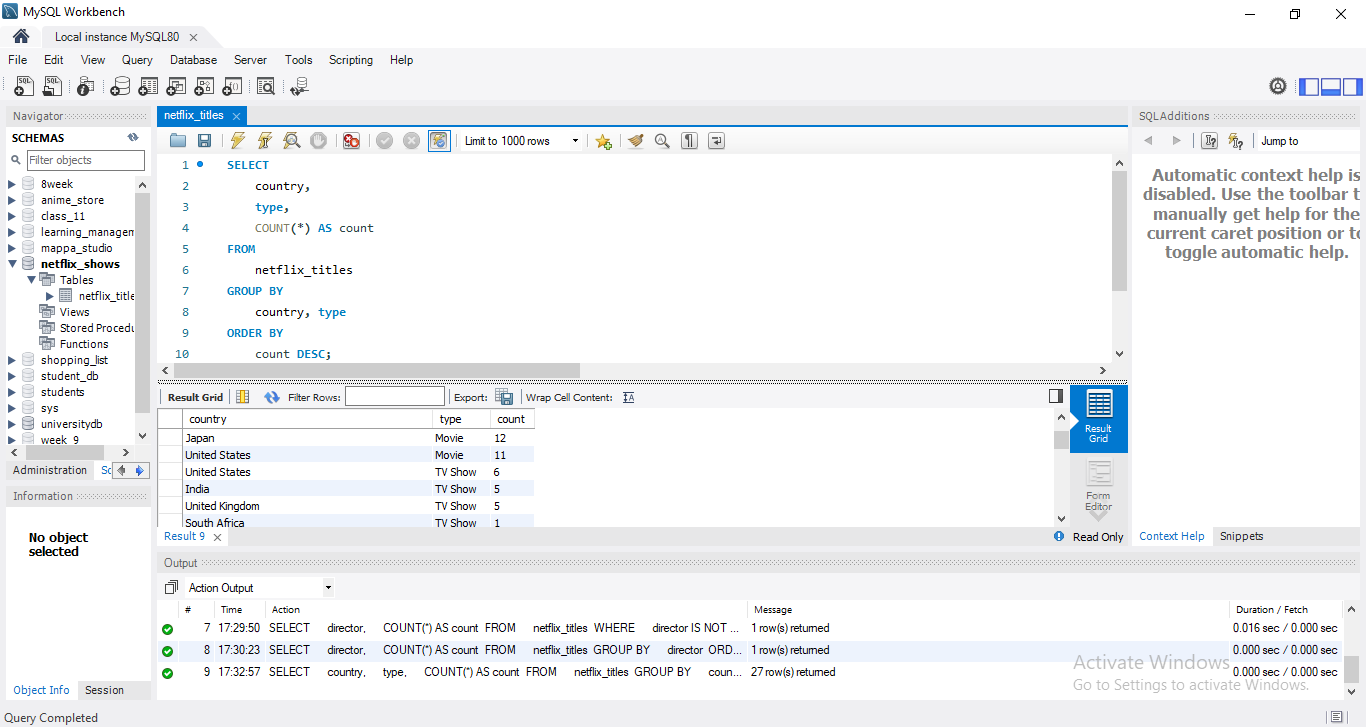 MySQL Workbench
Local instance MySQL80
File Edit View Query Database Server Tools Scripting Help
Navigator
SCHEMAS
Filter objects
8week
anime_store
class_11
learning_managem
mappa_studio
netflix_shows
Tables
netflix_title
Views
Stored Procedu
Functions
shopping_list
student_db
students
sys
universitydb
week_9
Administration Sc
Information
No object
selected
Object Info Session
netflix_titles
Limit to 1000 rows
1 SELECT
2 country,
3 type,
4 COUNT(*) AS count
5 FROM
6 netflix_titles
7 GROUP BY
8 country, type
9 ORDER BY
10 count DESC;
Result Grid Filter Rows: Export: Wrap Cell Content:
country type count
Japan Movie 12
United States Movie 11
United States TV Show 6
India TV Show 5
United Kingdom TV Show 5
South Africa TV Show 1
Result
Grid
Form
Editor
Result 9
Read Only
SQLAdditions
Jump to
Automatic context help is
disabled. Use the toolbar t
manually get help for the
current caret position or to
toggle automatic help.
Context Help Snippets
Output
Action Output
# Time Action Message Duration / Fetch
7 17:29:50 SELECT director, COUNT(*) AS count FROM netflix_titles WHERE director IS NOT ... 1 row(s) returned 0.016 sec / 0.000 sec
8 17:30:23 SELECT director, COUNT(*) AS count FROM netflix_titles GROUP BY director ORD... 1 row(s) returned 0.000 sec / 0.000 sec
9 17:32:57 SELECT country, type, COUNT(*) AS count FROM netflix_titles GROUP BY coun... 27 row(s) returned 0.000 sec / 0.000 sec
Activate Windows
Go to Settings to activate Windows.
Query Completed